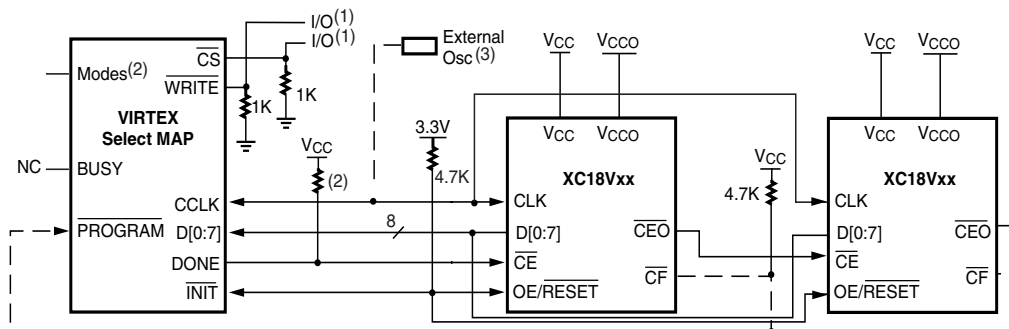 I/O(1)
I/O(1)
External
Osc (3)
VCC
VCCO
VCC
VCCO
CS
Modes(2)
WRITE
1K
1K
VIRTEX
Select MAP
3.3V
VCC
VCCO
VCC
VCCO
NC
BUSY
VCC
(2)
4.7K
XC18Vxx
VCC
4.7K
XC18Vxx
CCLK
CLK
CLK
PROGRAM
D[0:7]
8
D[0:7]
CEO
D[0:7]
CEO
DONE
CE
CE
CF
CF
INIT
OE/RESET
OE/RESET